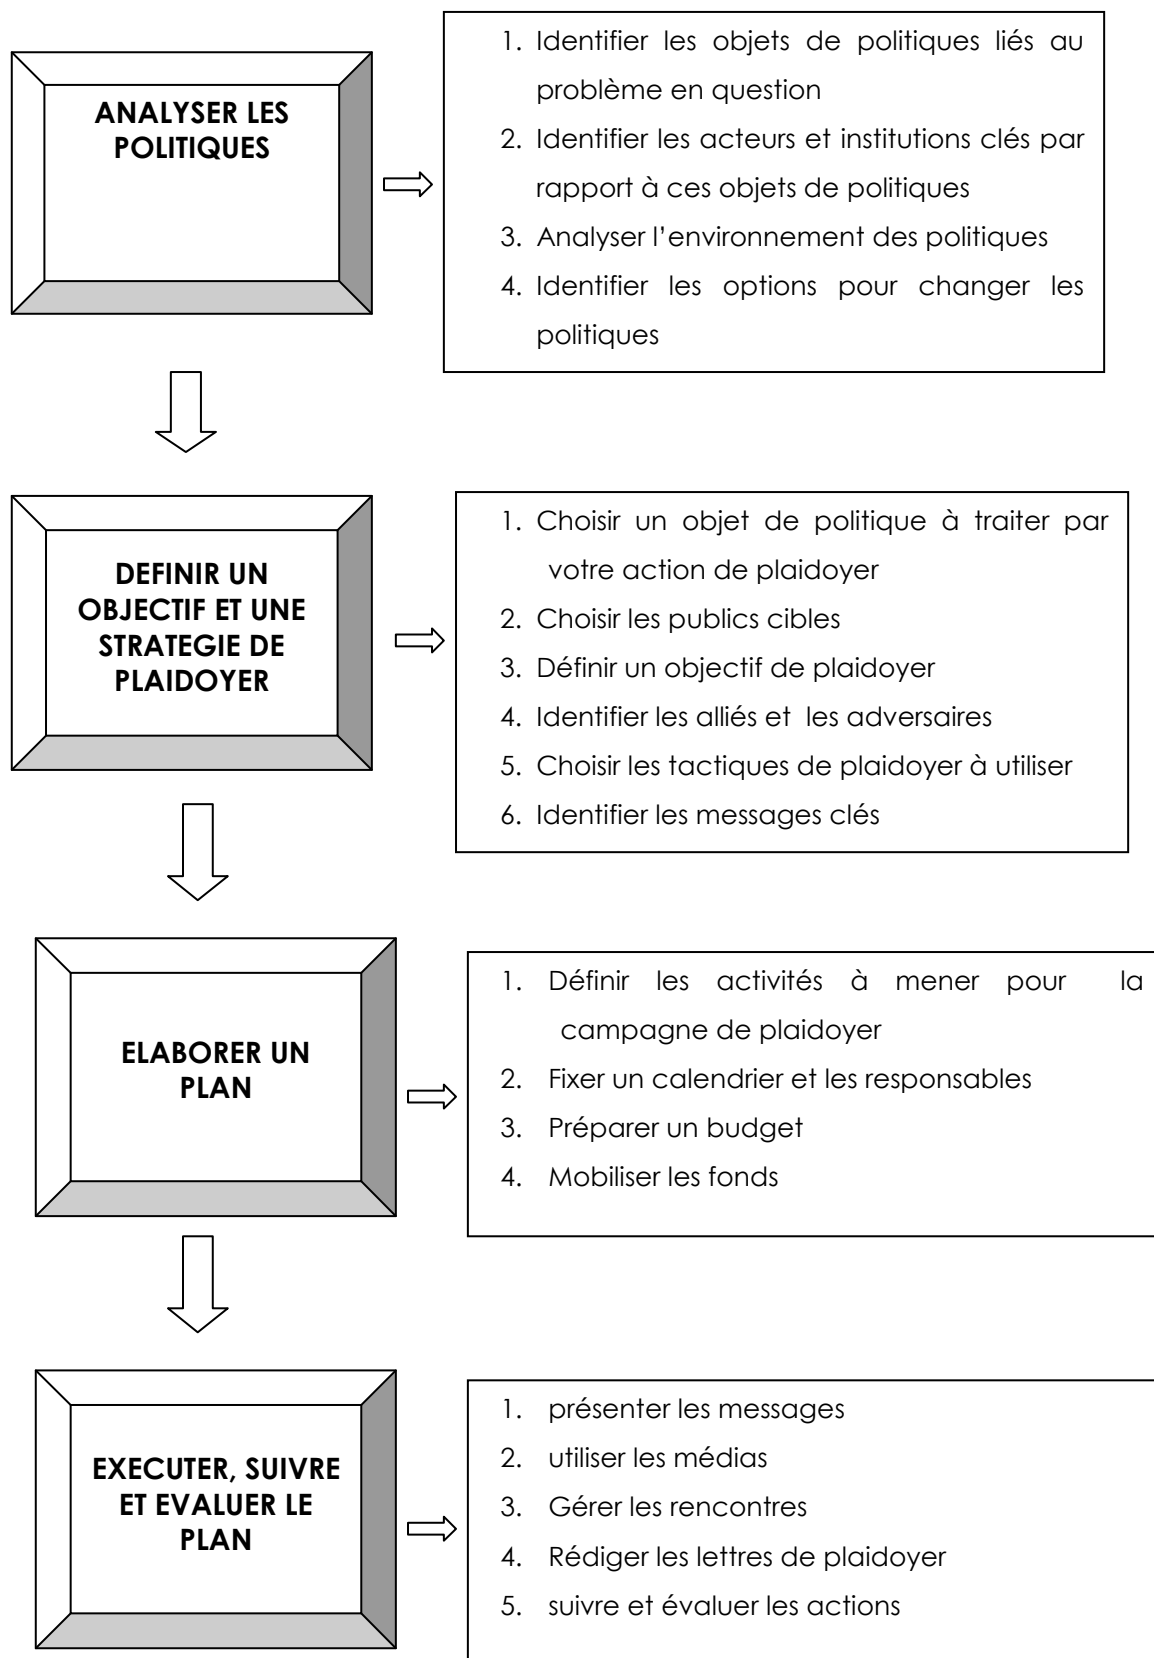 ANALYSER LES
POLITIQUES
1. Identifier les objets de politiques liés au
problème en question
2. Identifier les acteurs et institutions clés par
rapport à ces objets de politiques
3. Analyser l’environnement des politiques
4. Identifier les options pour changer les
politiques
DEFINIR UN
OBJECTIF ET UNE
STRATEGIE DE
PLAIDOYER
1. Choisir un objet de politique à traiter par
votre action de plaidoyer
2. Choisir les publics cibles
3. Définir un objectif de plaidoyer
4. Identifier les alliés et les adversaires
5. Choisir les tactiques de plaidoyer à utiliser
6. Identifier les messages clés
ELABORER UN
PLAN
1. Définir les activités à mener pour la
campagne de plaidoyer
2. Fixer un calendrier et les responsables
3. Préparer un budget
4. Mobiliser les fonds
EXECUTER, SUIVRE
ET EVALUER LE
PLAN
1. présenter les messages
2. utiliser les médias
3. Gérer les rencontres
4. Rédiger les lettres de plaidoyer
5. suivre et évaluer les actions